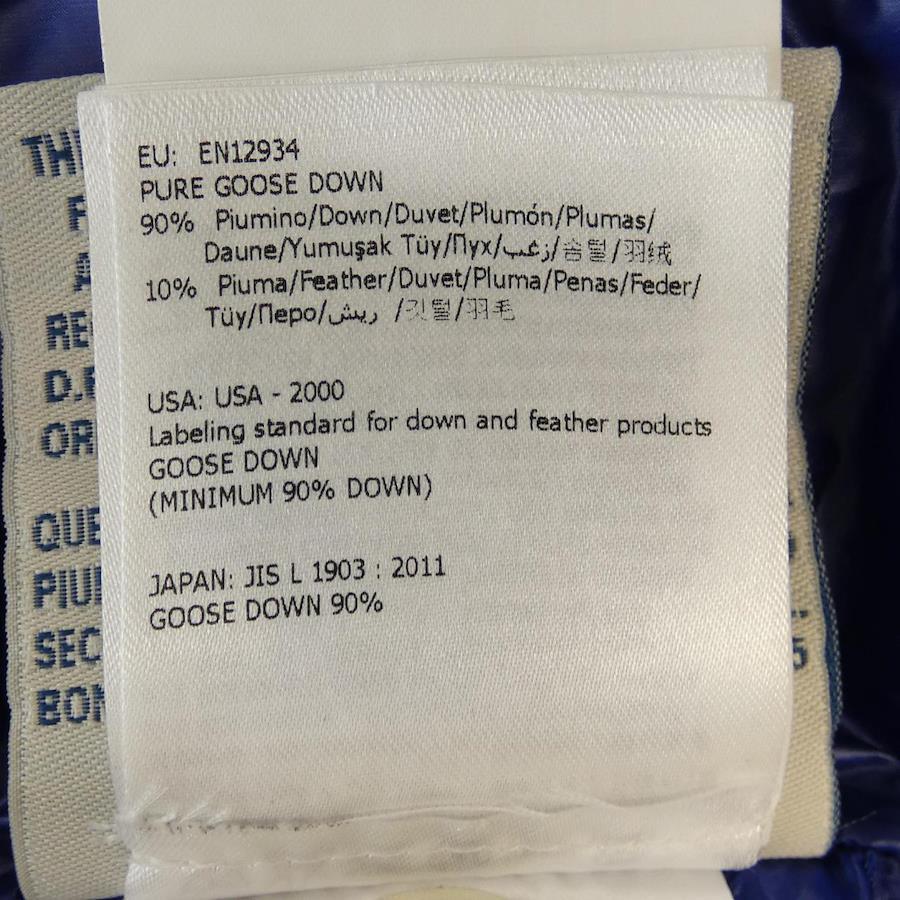 EU: EN12934
PURE GOOSE DOWN
90% Piumino/Down/Duvet/Plumón/Plumas/
Daune/Yumuşak Tüy/Пух/زغب/솜털/羽绒
10% Piuma/Feather/Duvet/Pluma/Penas/Feder/
Tüy/Перо/ريش /깃털/羽毛
USA: USA - 2000
Labeling standard for down and feather products
GOOSE DOWN
(MINIMUM 90% DOWN)
JAPAN: JIS L 1903 : 2011
GOOSE DOWN 90%